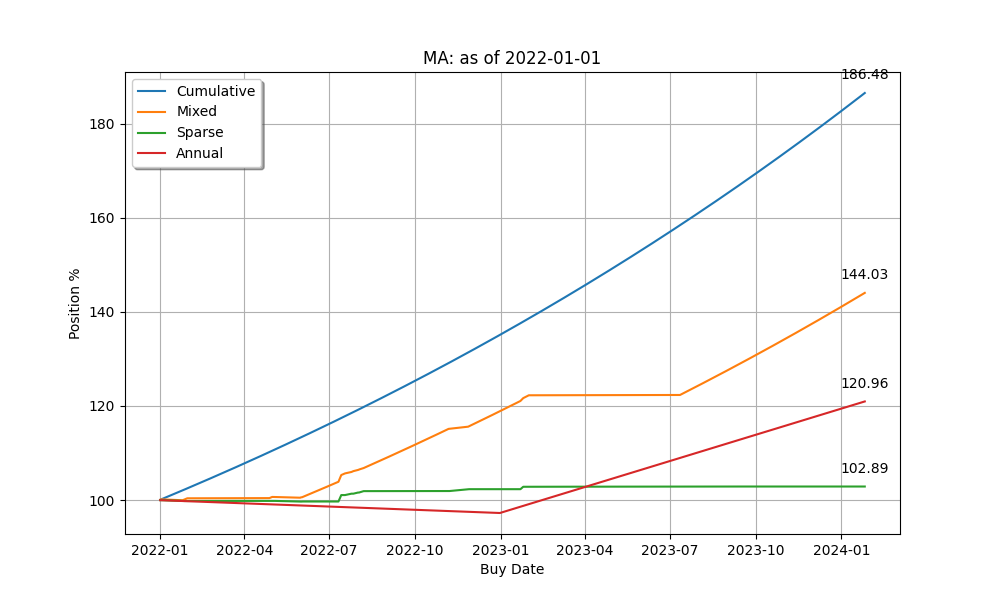 MA: as of 2022-01-01
186.48
Cumulative
Mixed
Sparse
Annual
180
160
144.03
140
120.96
120
102.89
100
Position %
2022-01 2022-04 2022-07 2022-10 2023-01 2023-04 2023-07 2023-10 2024-01
Buy Date